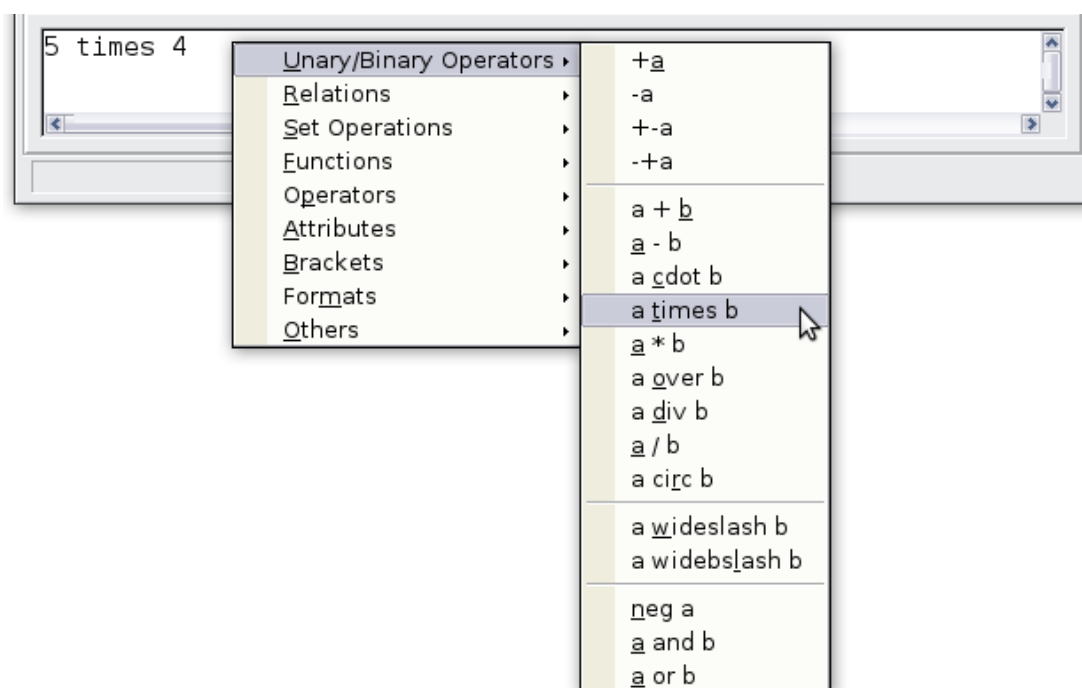 5 times 4
Unary/Binary Operators
Relations
Set Operations
Functions
Operators
Attributes
Brackets
Formats
Others
+a
-a
+-a
-+a
a + b
a - b
a cdot b
a times b
a * b
a over b
a div b
a / b
a circ b
a wideslash b
a widebslash b
neg a
a and b
a or b